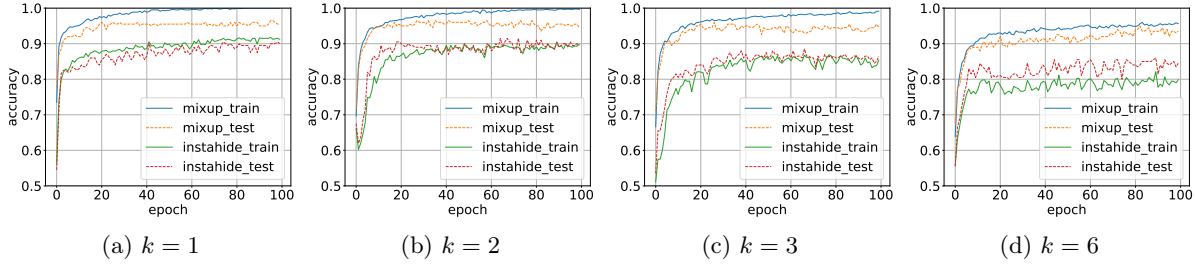 1.0
0.9
0.8
0.7
0.6
0.5
accuracy
0 20 40 60 80 100
epoch
mixup_train
mixup_test
instahide_train
instahide_test
(a) k = 1
1.0
0.9
0.8
0.7
0.6
0.5
accuracy
0 20 40 60 80 100
epoch
mixup_train
mixup_test
instahide_train
instahide_test
(b) k = 2
1.0
0.9
0.8
0.7
0.6
0.5
accuracy
0 20 40 60 80 100
epoch
mixup_train
mixup_test
instahide_train
instahide_test
(c) k = 3
1.0
0.9
0.8
0.7
0.6
0.5
accuracy
0 20 40 60 80 100
epoch
mixup_train
mixup_test
instahide_train
instahide_test
(d) k = 6